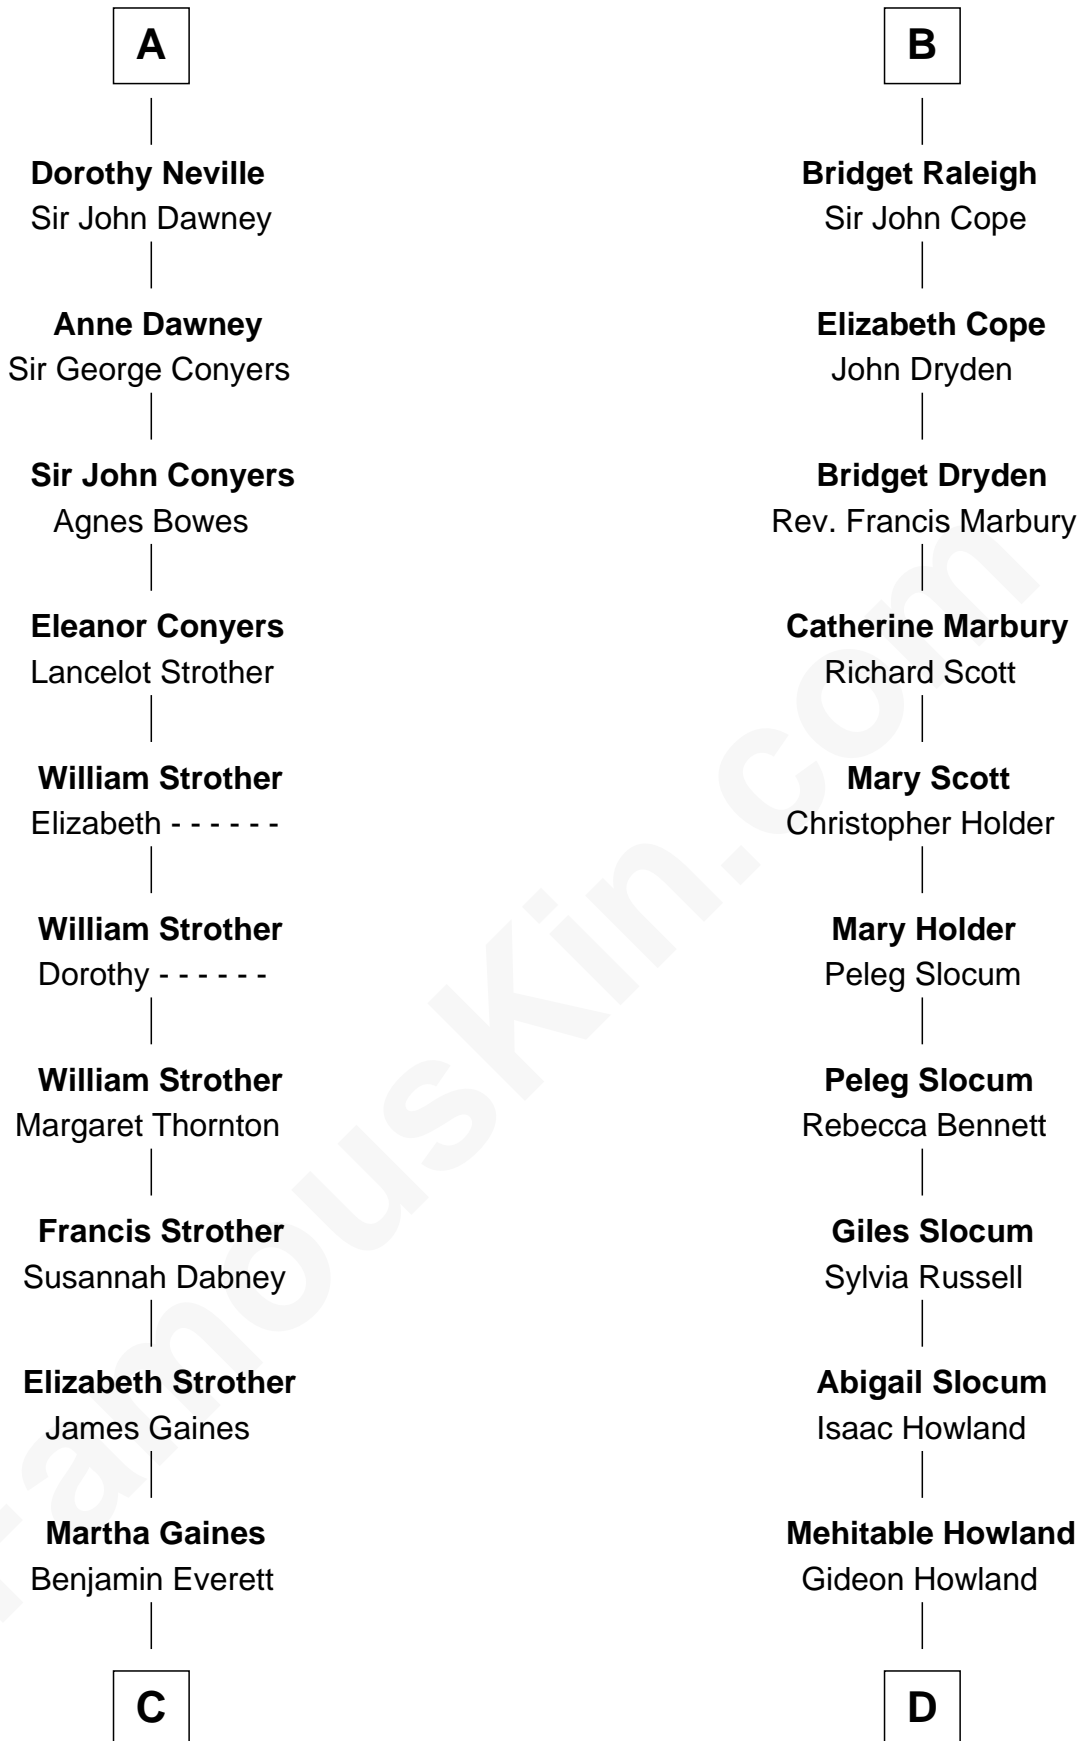 A
Dorothy Neville
Sir John Dawney
Anne Dawney
Sir George Conyers
Sir John Conyers
Agnes Bowes
Eleanor Conyers
Lancelot Strother
William Strother
Elizabeth - - - - - -
William Strother
Dorothy - - - - - -
William Strother
Margaret Thornton
Francis Strother
Susannah Dabney
Elizabeth Strother
James Gaines
Martha Gaines
Benjamin Everett
C
B
Bridget Raleigh
Sir John Cope
Elizabeth Cope
John Dryden
Bridget Dryden
Rev. Francis Marbury
Catherine Marbury
Richard Scott
Mary Scott
Christopher Holder
Mary Holder
Peleg Slocum
Peleg Slocum
Rebecca Bennett
Giles Slocum
Sylvia Russell
Abigail Slocum
Isaac Howland
Mehitable Howland
Gideon Howland
D
FamousKin.com